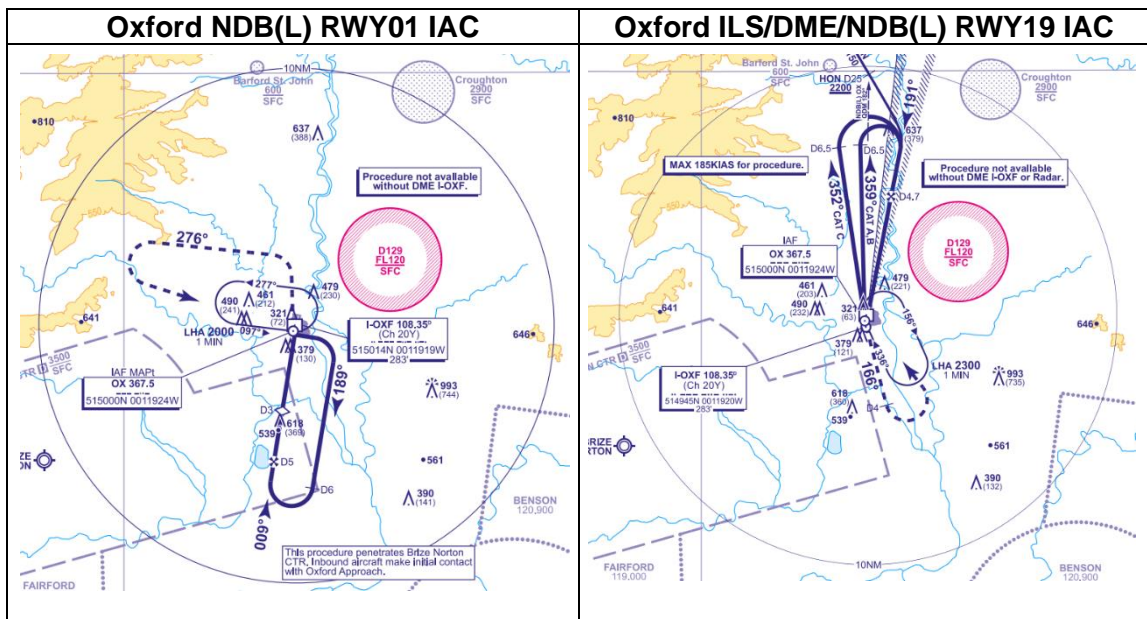 Oxford NDB(L) RWY01 IAC
10NM
Barford St. John
600
SFC
Croughton
2900
SFC
810
637
(388)
Procedure not available
without DME I-OXF.
550
D129
FL120
SFC
276°
277°
479
(230)
490
(241)
461
(212)
321
(72)
641
LHA 2000
1 MIN
097°
I-OXF 108.35
(Ch 20Y)
515014N 0011919W
283'
646
379
(130)
3500
SFC
CTR
IAF MAPt
OX 367.5
515000N 0011924W
189°
993
(744)
D3
618
(369)
539
D5
561
D6
390
(141)
009°
BENSON
120,900
This procedure penetrates Brize Norton
CTR, Inbound aircraft make initial contact
with Oxford Approach.
FAIRFORD
Oxford ILS/DME/NDB(L) RWY19 IAC
Barford St. John
600
SFC
HON D25
2200
Croughton
2900
SFC
191°
810
637
(379)
D6.5
D6.5
MAX 185KIAS for procedure.
Procedure not available
without DME I-OXF or Radar.
352°
CAT C
359°
CAT A,B
D4.7
550
D129
FL120
SFC
IAF
OX 367.5
515000N 0011924W
479
(221)
461
(203)
490
(232)
321
(63)
641
156°
646
379
(121)
336°
3500
SFC
CTR
LHA 2300
1 MIN
I-OXF 108.35
(Ch 20Y)
514945N 0011920W
283'
166°
993
(735)
618
(360)
D4
539
BRIZE
NORTON
561
390
(132)
BENSON
120,900
FAIRFORD
119,000
10NM